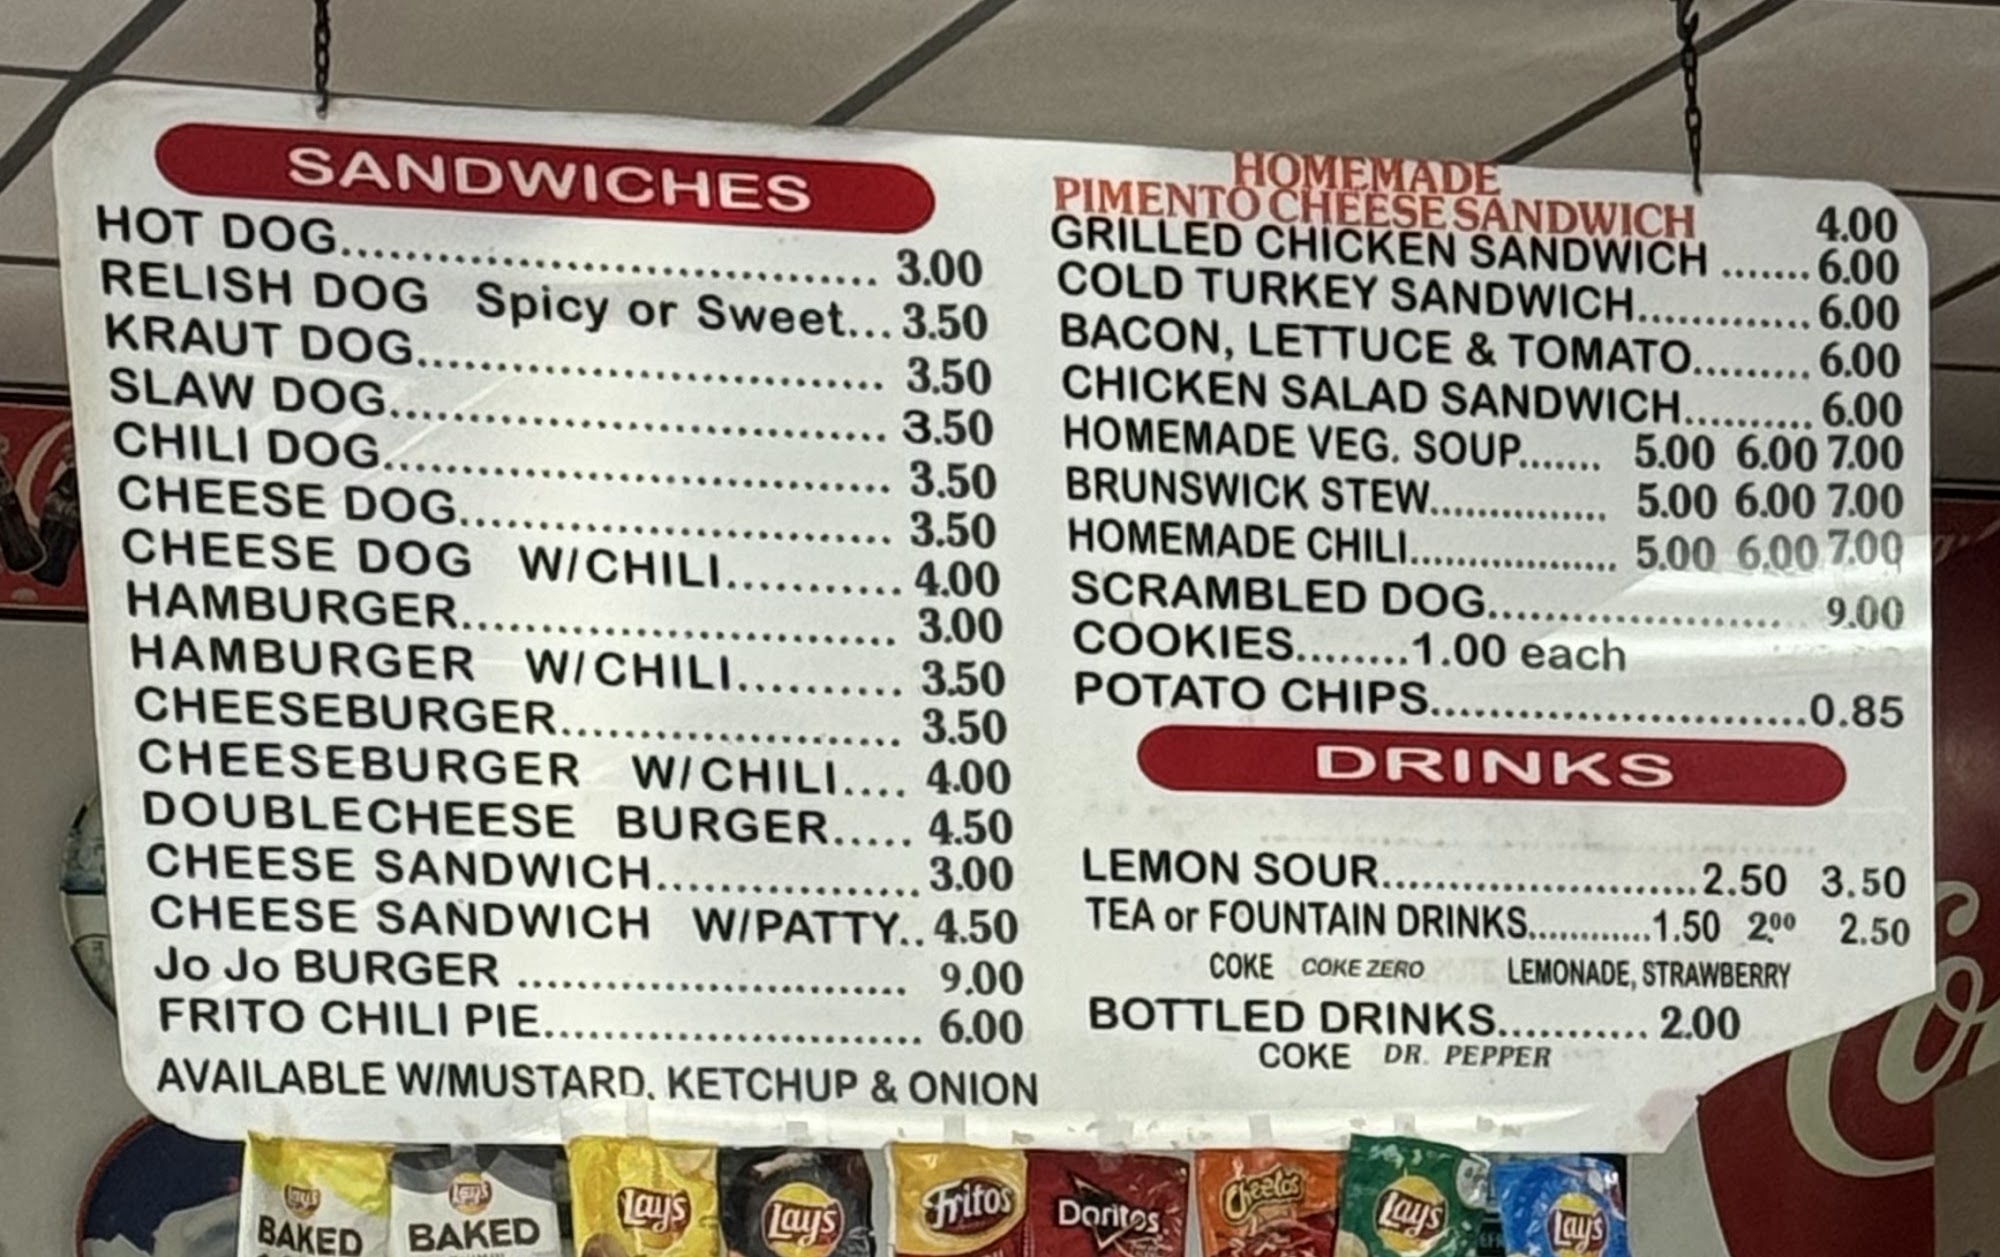 SANDWICHES
HOT DOG................................... 3.00
RELISH DOG Spicy or Sweet... 3.50
KRAUT DOG.............................. 3.50
SLAW DOG................................ 3.50
CHILI DOG................................. 3.50
CHEESE DOG............................ 3.50
CHEESE DOG W/CHILI........... 4.00
HAMBURGER............................ 3.00
HAMBURGER W/CHILI.......... 3.50
CHEESEBURGER..................... 3.50
CHEESEBURGER W/CHILI.... 4.00
DOUBLECHEESE BURGER..... 4.50
CHEESE SANDWICH................ 3.00
CHEESE SANDWICH W/PATTY.. 4.50
Jo Jo BURGER ......................... 9.00
FRITO CHILI PIE........................ 6.00
AVAILABLE W/MUSTARD, KETCHUP & ONION
HOMEMADE
PIMENTO CHEESE SANDWICH 4.00
GRILLED CHICKEN SANDWICH ....... 6.00
COLD TURKEY SANDWICH............. 6.00
BACON, LETTUCE & TOMATO......... 6.00
CHICKEN SALAD SANDWICH.......... 6.00
HOMEMADE VEG. SOUP....... 5.00 6.00 7.00
BRUNSWICK STEW............... 5.00 6.00 7.00
HOMEMADE CHILI................. 5.00 6.00 7.00
SCRAMBLED DOG...................... 9.00
COOKIES........1.00 each
POTATO CHIPS...........................0.85
DRINKS
LEMON SOUR..........................2.50 3.50
TEA or FOUNTAIN DRINKS............1.50 2.00 2.50
COKE COKE ZERO LEMONADE, STRAWBERRY
BOTTLED DRINKS........... 2.00
COKE DR. PEPPER
Lay's BAKED
Lay's BAKED
Lay's
Lay's
Fritos
Doritos
Cheetos
Lay's
Lay's